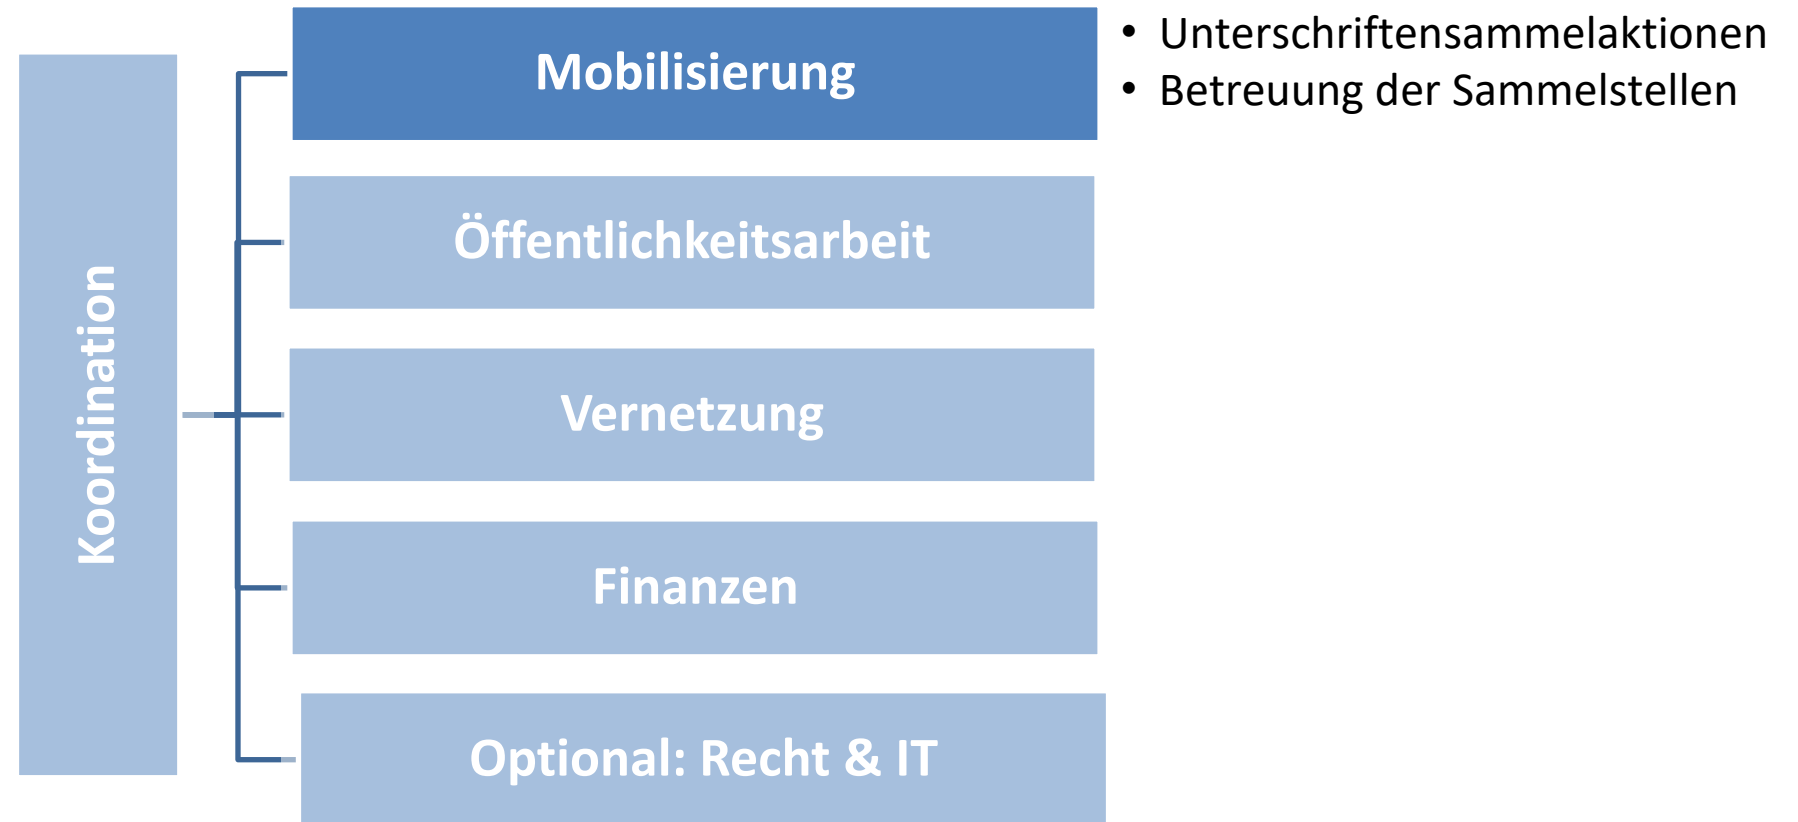 Koordination
Mobilisierung
• Unterschriftensammelaktionen
• Betreuung der Sammelstellen
Öffentlichkeitsarbeit
Vernetzung
Finanzen
Optional: Recht & IT